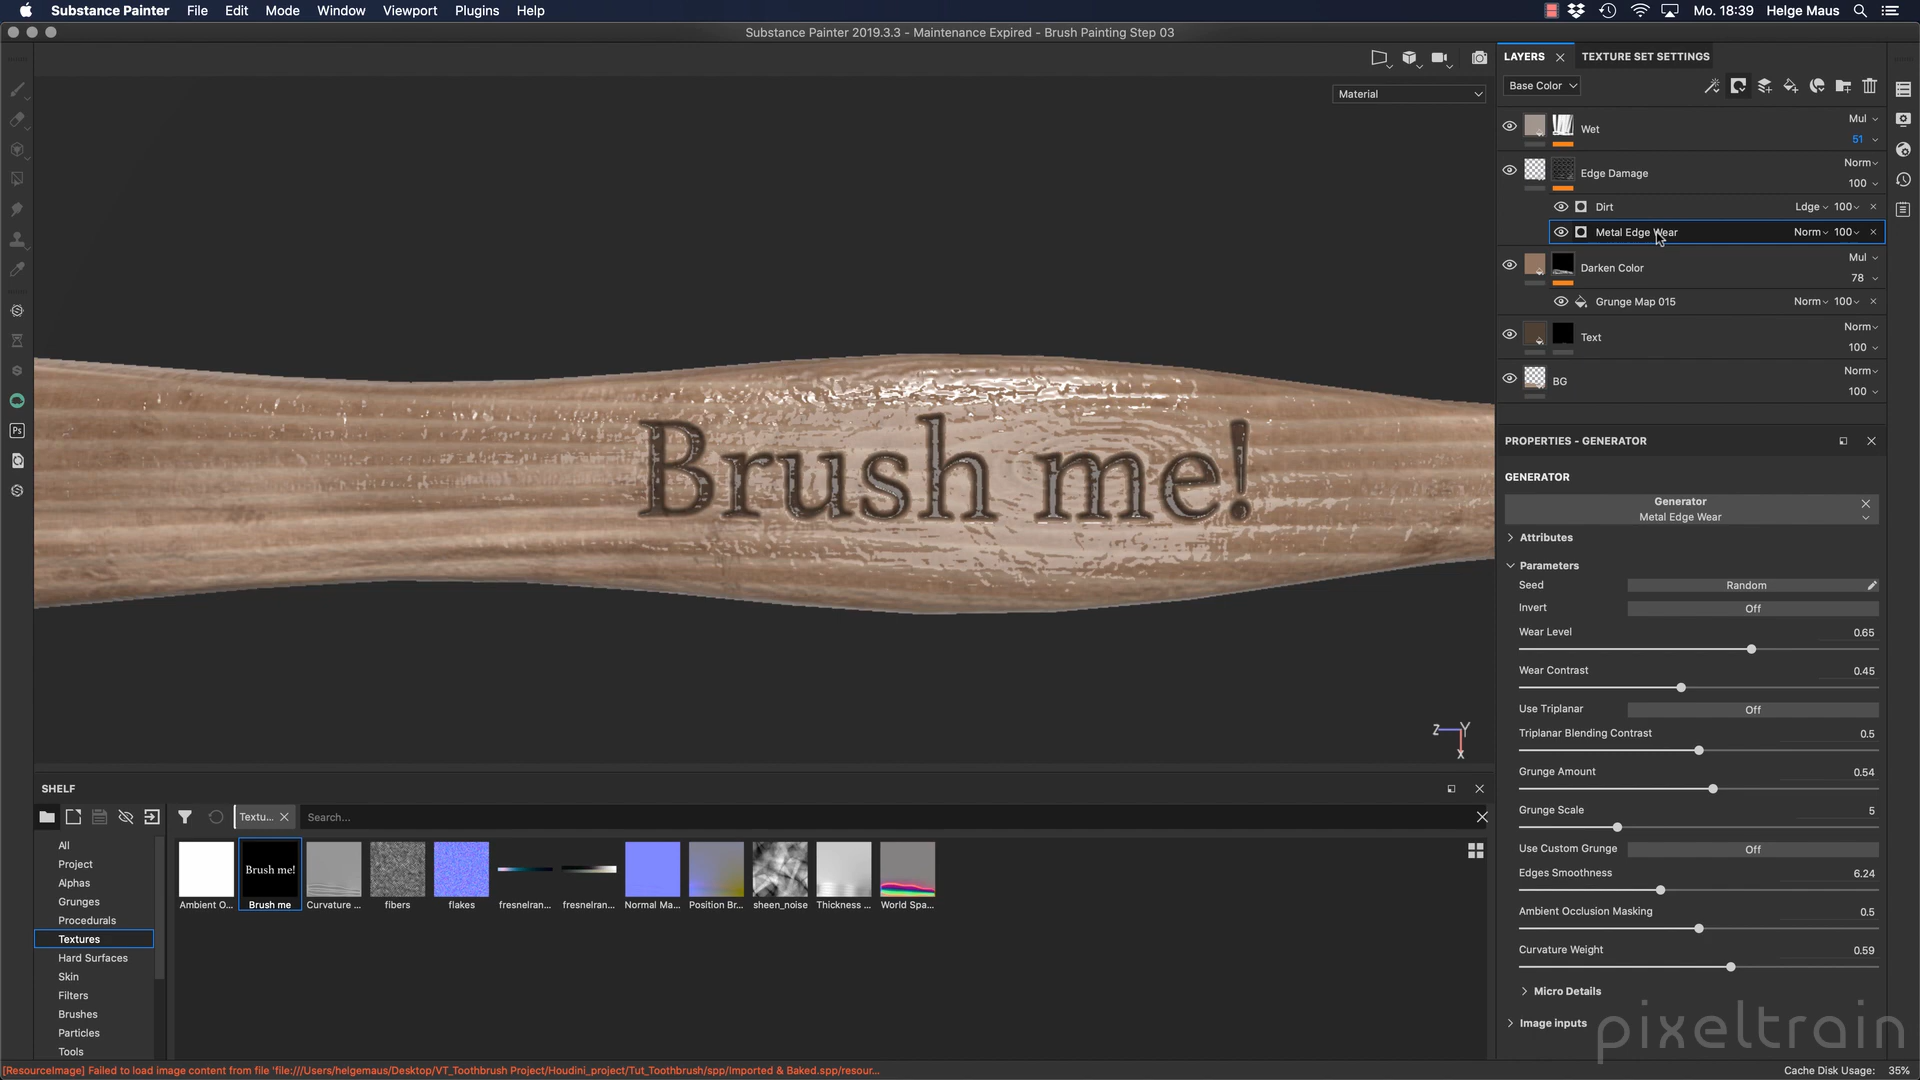 Substance Painter File Edit Mode Window Viewport Plugins Help Mo. 18:39 Helge Maus
Substance Painter 2019.3.3 - Maintenance Expired - Brush Painting Step 03
LAYERS TEXTURE SET SETTINGS
Base Color
Material
Wet Mul 51
Edge Damage Norm 100
Dirt Ldge 100
Metal Edge Wear Norm 100
Darken Color Mul 78
Grunge Map 015 Norm 100
Text Norm 100
BG Norm 100
Brush me!
Z Y
X
Ps
PROPERTIES - GENERATOR
GENERATOR
Generator
Metal Edge Wear
Attributes
Parameters
Seed Random
Invert Off
Wear Level 0.65
Wear Contrast 0.45
Use Triplanar Off
Triplanar Blending Contrast 0.5
Grunge Amount 0.54
Grunge Scale 5
Use Custom Grunge Off
Edges Smoothness 6.24
Ambient Occlusion Masking 0.5
Curvature Weight 0.59
Micro Details
Image inputs
SHELF
Textu... Search...
All
Project
Alphas
Grunges
Procedurals
Textures
Hard Surfaces
Skin
Filters
Brushes
Particles
Tools
Brush me!
Ambient O... Brush me Curvature ... fibers flakes fresnelran... fresnelran... Normal Ma... Position Br... sheen_noise Thickness ... World Spa...
pixeltrain
[ResourceImage] Failed to load image content from file 'file:///Users/helgemaus/Desktop/VT_Toothbrush Project/Houdini_project/Tut_Toothbrush/spp/Imported & Baked.spp/resour...
Cache Disk Usage: 35%